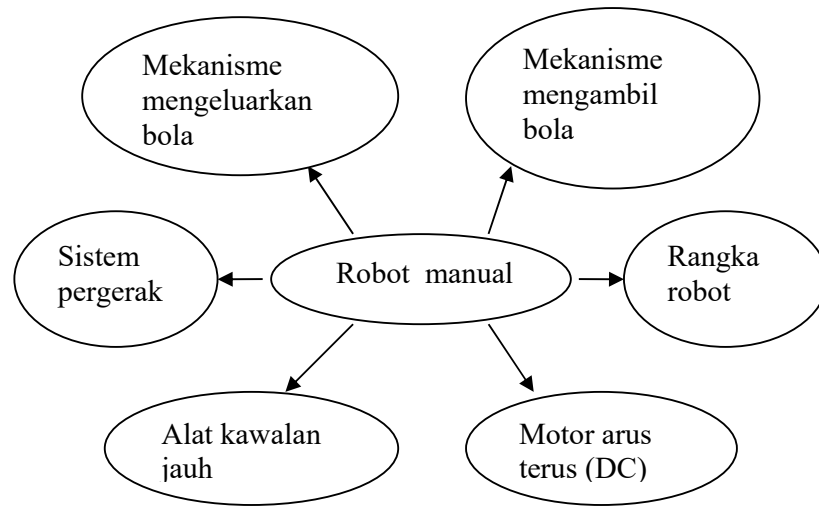 Mekanisme
mengeluarkan
bola
Mekanisme
mengambil
bola
Sistem
pergerak
Robot manual
Rangka
robot
Alat kawalan
jauh
Motor arus
terus (DC)